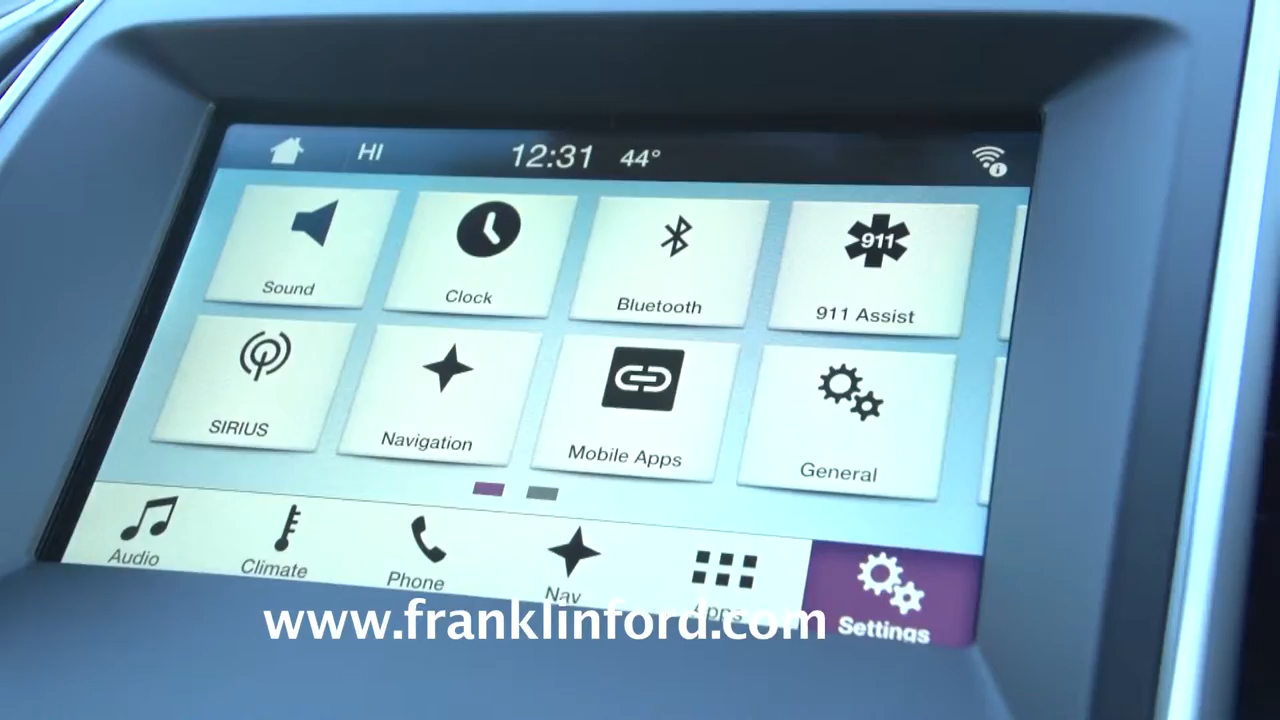 HI 12:31 44°
Sound Clock Bluetooth 911 911 Assist
SIRIUS Navigation Mobile Apps General
Audio Climate Phone Nav Apps Settings
www.franklinford.com